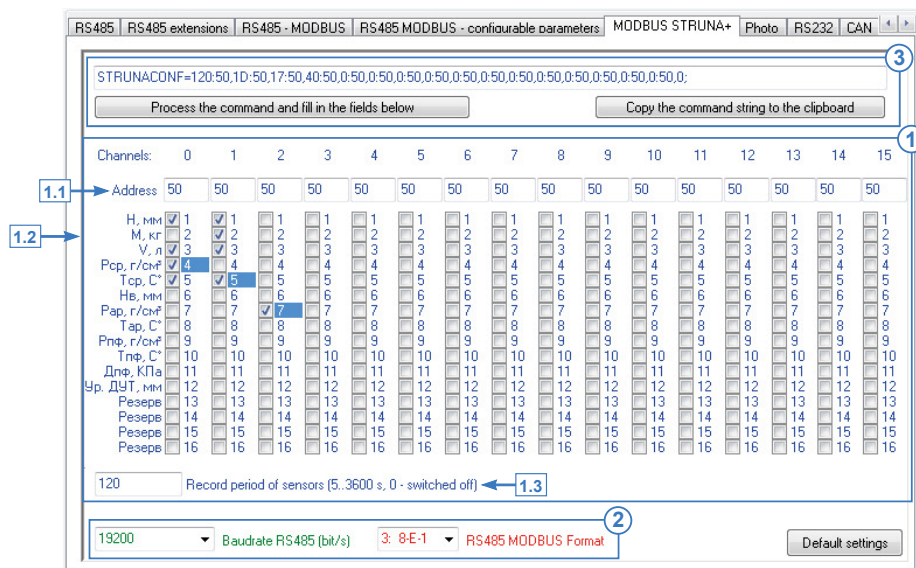 RS485 RS485 extensions RS485 - MODBUS RS485 MODBUS - configurable parameters MODBUS STRUNA+ Photo RS232 CAN
3
STRUNACONF=120:50,1D:50,17:50,40:50,0:50,0:50,0:50,0:50,0:50,0:50,0:50,0:50,0:50,0:50,0:50,0:50,0;
Process the command and fill in the fields below Copy the command string to the clipboard
1
Channels: 0 1 2 3 4 5 6 7 8 9 10 11 12 13 14 15
1.1 Address 50 50 50 50 50 50 50 50 50 50 50 50 50 50 50 50
H, мм 1 1 1 1 1 1 1 1 1 1 1 1 1 1 1 1
1.2 М, кг 2 2 2 2 2 2 2 2 2 2 2 2 2 2 2 2
V, л 3 3 3 3 3 3 3 3 3 3 3 3 3 3 3 3
Pср, г/см³ 4 4 4 4 4 4 4 4 4 4 4 4 4 4 4 4
Tср, C° 5 5 5 5 5 5 5 5 5 5 5 5 5 5 5 5
Hв, мм 6 6 6 6 6 6 6 6 6 6 6 6 6 6 6 6
Pар, г/см³ 7 7 7 7 7 7 7 7 7 7 7 7 7 7 7 7
Tар, C° 8 8 8 8 8 8 8 8 8 8 8 8 8 8 8 8
Pпф, г/см³ 9 9 9 9 9 9 9 9 9 9 9 9 9 9 9 9
Tпф, C° 10 10 10 10 10 10 10 10 10 10 10 10 10 10 10 10
Дпф, КПа 11 11 11 11 11 11 11 11 11 11 11 11 11 11 11 11
Ур. ДУТ, мм 12 12 12 12 12 12 12 12 12 12 12 12 12 12 12 12
Резерв 13 13 13 13 13 13 13 13 13 13 13 13 13 13 13 13
Резерв 14 14 14 14 14 14 14 14 14 14 14 14 14 14 14 14
Резерв 15 15 15 15 15 15 15 15 15 15 15 15 15 15 15 15
Резерв 16 16 16 16 16 16 16 16 16 16 16 16 16 16 16 16
120 Record period of sensors (5..3600 s, 0 - switched off) 1.3
2
19200 Baudrate RS485 (bit/s) 3: 8-E-1 RS485 MODBUS Format
Default settings